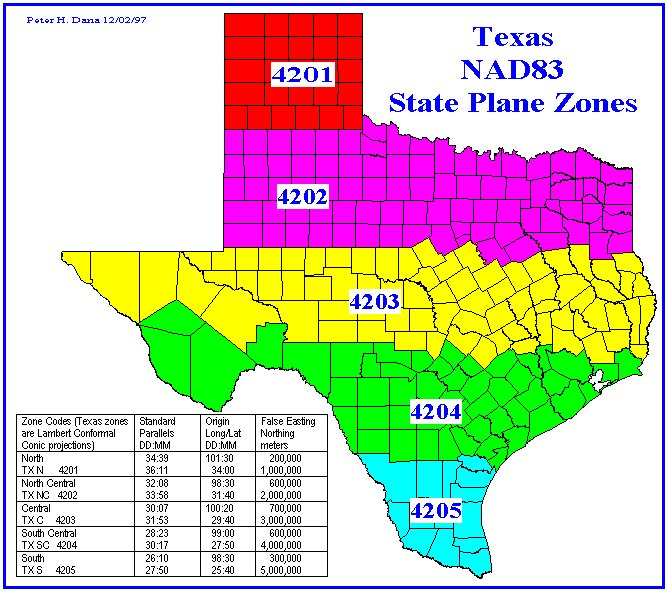 Peter H. Dana 12/02/97
Texas
NAD83
State Plane Zones
4201
4202
4203
4204
4205
Zone Codes (Texas zones are Lambert Conformal Conic projections) Standard Parallels DD:MM Origin Long/Lat DD:MM False Easting Northing meters
North 34:39 101:30 200,000
TX N 4201 36:11 34:00 1,000,000
North Central 32:08 98:30 600,000
TX NC 4202 33:58 31:40 2,000,000
Central 30:07 100:20 700,000
TX C 4203 31:53 29:40 3,000,000
South Central 28:23 99:00 600,000
TX SC 4204 30:17 27:50 4,000,000
South 26:10 98:30 300,000
TX S 4205 27:50 25:40 5,000,000